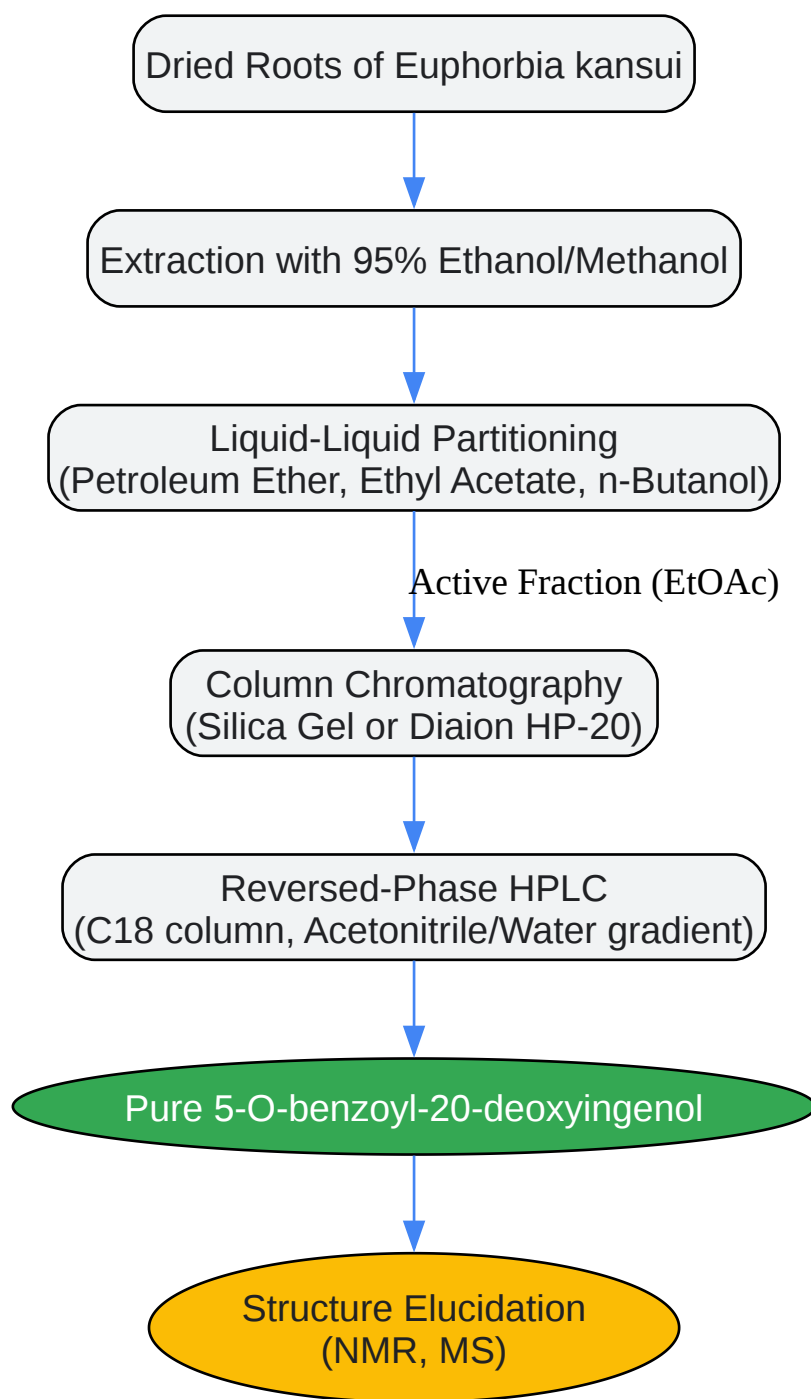 Dried Roots of Euphorbia kansui
Extraction with 95% Ethanol/Methanol
Liquid-Liquid Partitioning
(Petroleum Ether, Ethyl Acetate, n-Butanol)
Active Fraction (EtOAc)
Column Chromatography
(Silica Gel or Diaion HP-20)
Reversed-Phase HPLC
(C18 column, Acetonitrile/Water gradient)
Pure 5-O-benzoyl-20-deoxyingenol
Structure Elucidation
(NMR, MS)